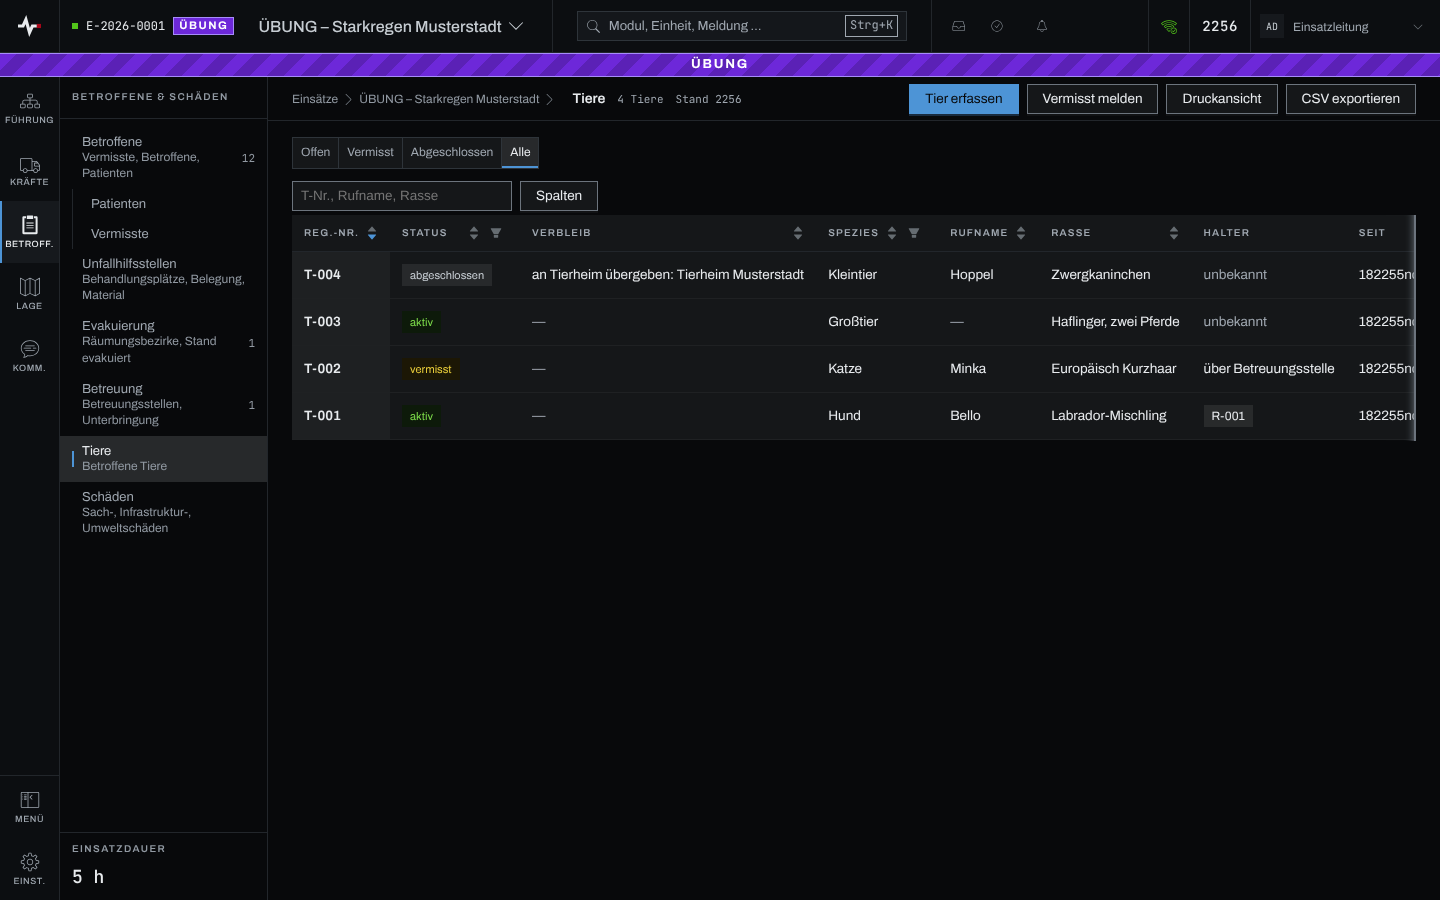 E-2026-0001 ÜBUNG
ÜBUNG – Starkregen Musterstadt
Modul, Einheit, Meldung ... Strg+K
2256
AD Einsatzleitung
ÜBUNG
FÜHRUNG
KRÄFTE
BETROFF.
LAGE
KOMM.
MENÜ
EINST.
BETROFFENE & SCHÄDEN
Betroffene
Vermisste, Betroffene,
Patienten
12
Patienten
Vermisste
Unfallhilfsstellen
Behandlungsplätze, Belegung,
Material
Evakuierung
Räumungsbezirke, Stand
evakuiert
1
Betreuung
Betreuungsstellen,
Unterbringung
1
Tiere
Betroffene Tiere
Schäden
Sach-, Infrastruktur-,
Umweltschäden
EINSATZDAUER
5 h
Einsätze ÜBUNG – Starkregen Musterstadt Tiere 4 Tiere Stand 2256
Tier erfassen Vermisst melden Druckansicht CSV exportieren
Offen Vermisst Abgeschlossen Alle
T-Nr., Rufname, Rasse Spalten
REG.-NR. STATUS VERBLEIB SPEZIES RUFNAME RASSE HALTER SEIT
T-004 abgeschlossen an Tierheim übergeben: Tierheim Musterstadt Kleintier Hoppel Zwergkaninchen unbekannt 182255n
T-003 aktiv — Großtier — Haflinger, zwei Pferde unbekannt 182255n
T-002 vermisst — Katze Minka Europäisch Kurzhaar über Betreuungsstelle 182255n
T-001 aktiv — Hund Bello Labrador-Mischling R-001 182255n